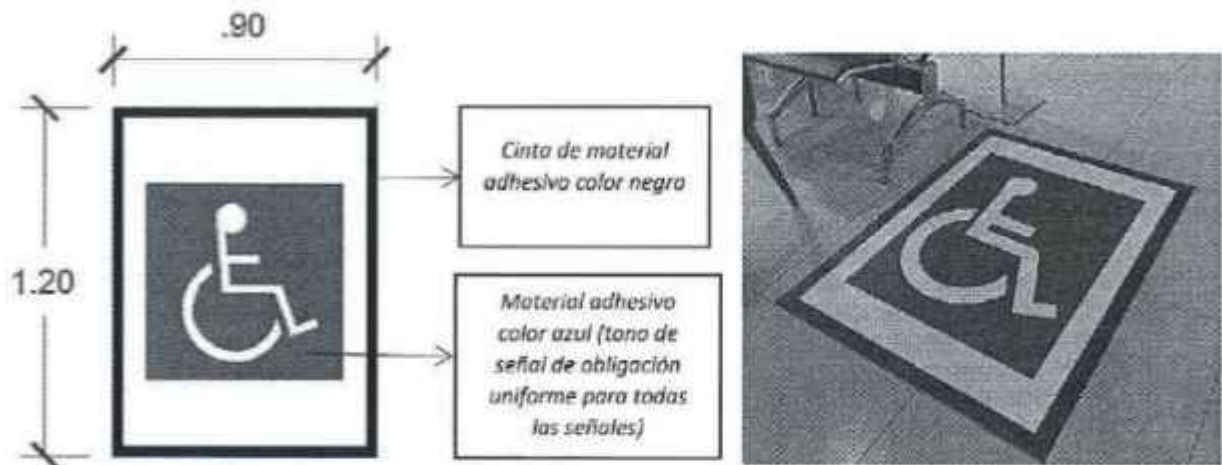 .90
1.20
Cinta de material
adhesivo color negro
Material adhesivo
color azul (tono de
señal de obligación
uniforme para todas
las señales)